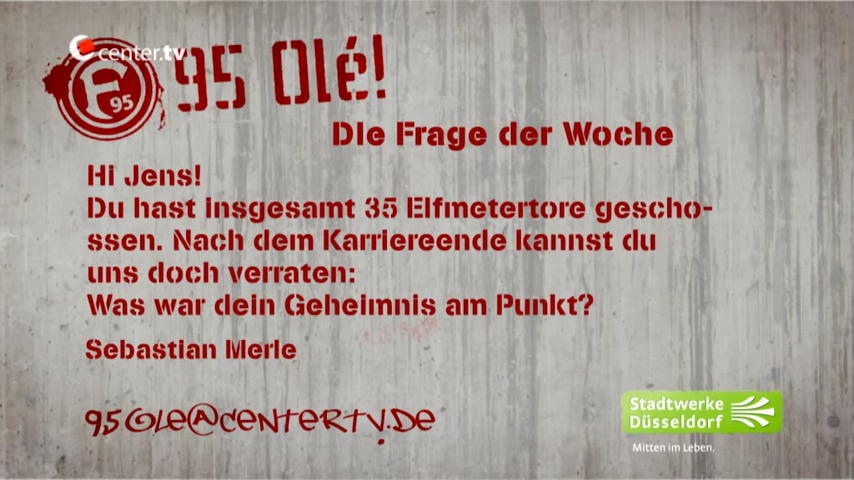 center.tv
F 95
95 Olé!
Die Frage der Woche
Hi Jens!
Du hast insgesamt 35 Elfmetertore gescho-
ssen. Nach dem Karriereende kannst du
uns doch verraten:
Was war dein Geheimnis am Punkt?
Sebastian Merle
95OLE@CENTERTV.DE
Stadtwerke
Düsseldorf
Mitten im Leben.